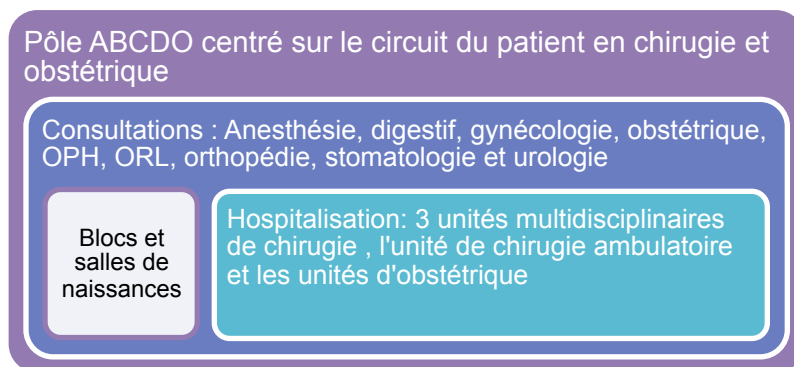 Pôle ABCDO centré sur le circuit du patient en chirugie et
obstétrique
Consultations : Anesthésie, digestif, gynécologie, obstétrique,
OPH, ORL, orthopédie, stomatologie et urologie
Blocs et
salles de
naissances
Hospitalisation: 3 unités multidisciplinaires
de chirugie , l'unité de chirugie ambulatoire
et les unités d'obstétrique